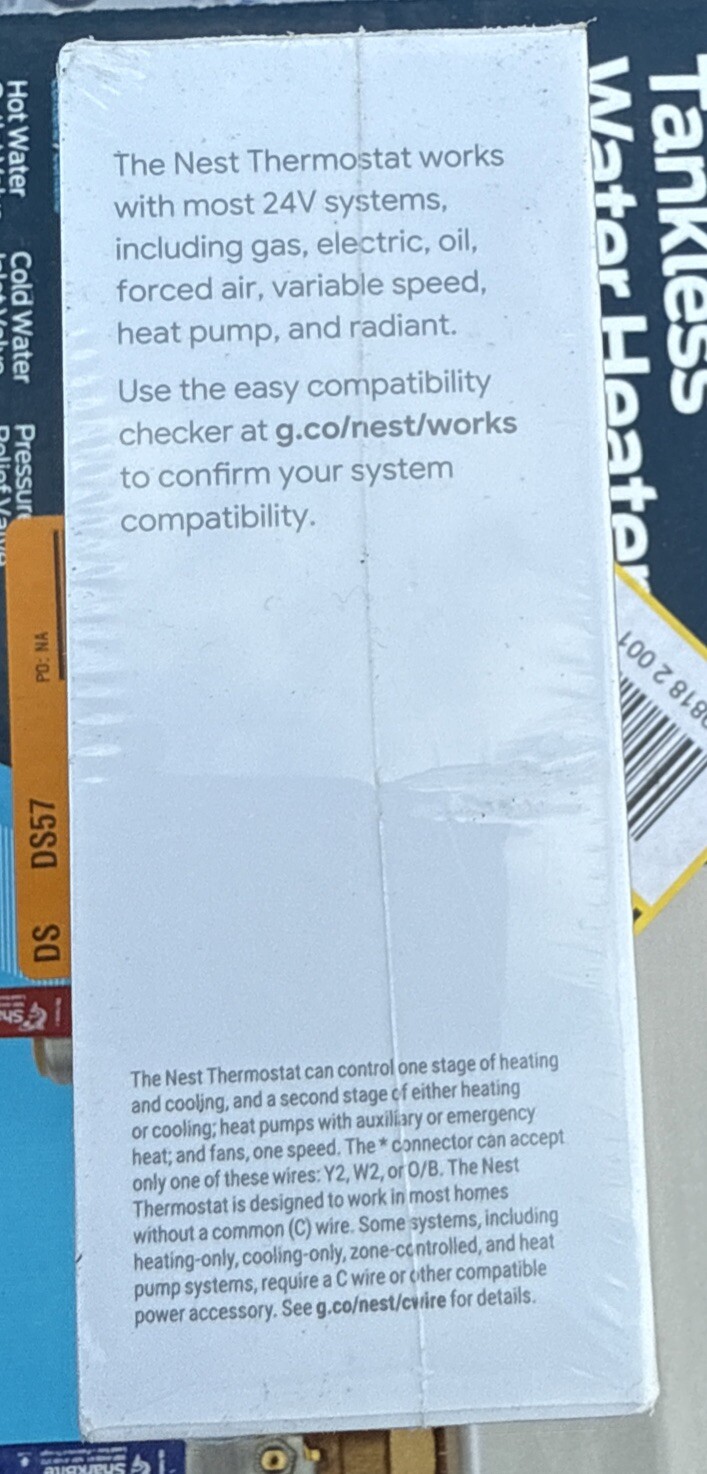 The Nest Thermostat works
with most 24V systems,
including gas, electric, oil,
forced air, variable speed,
heat pump, and radiant.
Use the easy compatibility
checker at g.co/nest/works
to confirm your system
compatibility.
The Nest Thermostat can control one stage of heating
and cooling, and a second stage of either heating
or cooling; heat pumps with auxiliary or emergency
heat; and fans, one speed. The * connector can accept
only one of these wires: Y2, W2, or O/B. The Nest
Thermostat is designed to work in most homes
without a common (C) wire. Some systems, including
heating-only, cooling-only, zone-controlled, and heat
pump systems, require a C wire or other compatible
power accessory. See g.co/nest/cwire for details.
Tankless
Water Heater
Hot Water
Cold Water
Pressure
PD: NA
DS DS57
818 2 001
SharkBite